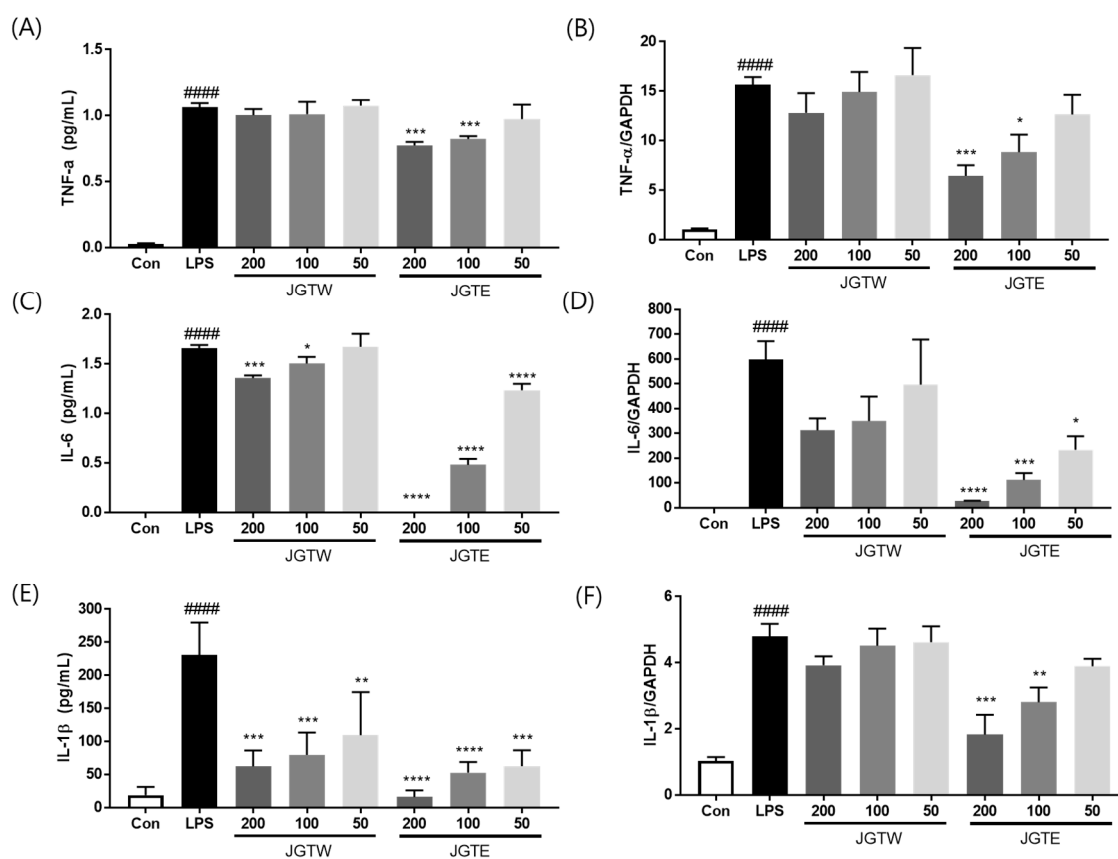 (A)
TNF-a (pg/mL)
1.5
1.0
0.5
0.0
####
*** ***
Con LPS 200 100 50 200 100 50
JGTW JGTE
(B)
TNF-α/GAPDH
20
15
10
5
0
####
*** *
Con LPS 200 100 50 200 100 50
JGTW JGTE
(C)
IL-6 (pg/mL)
2.0
1.5
1.0
0.5
0.0
####
*** * **** **** ****
Con LPS 200 100 50 200 100 50
JGTW JGTE
(D)
IL-6/GAPDH
800
700
600
500
400
300
200
100
0
####
**** *** *
Con LPS 200 100 50 200 100 50
JGTW JGTE
(E)
IL-1β (pg/mL)
300
250
200
150
100
50
0
####
*** *** ** **** **** ***
Con LPS 200 100 50 200 100 50
JGTW JGTE
(F)
IL-1β/GAPDH
6
4
2
0
####
*** **
Con LPS 200 100 50 200 100 50
JGTW JGTE